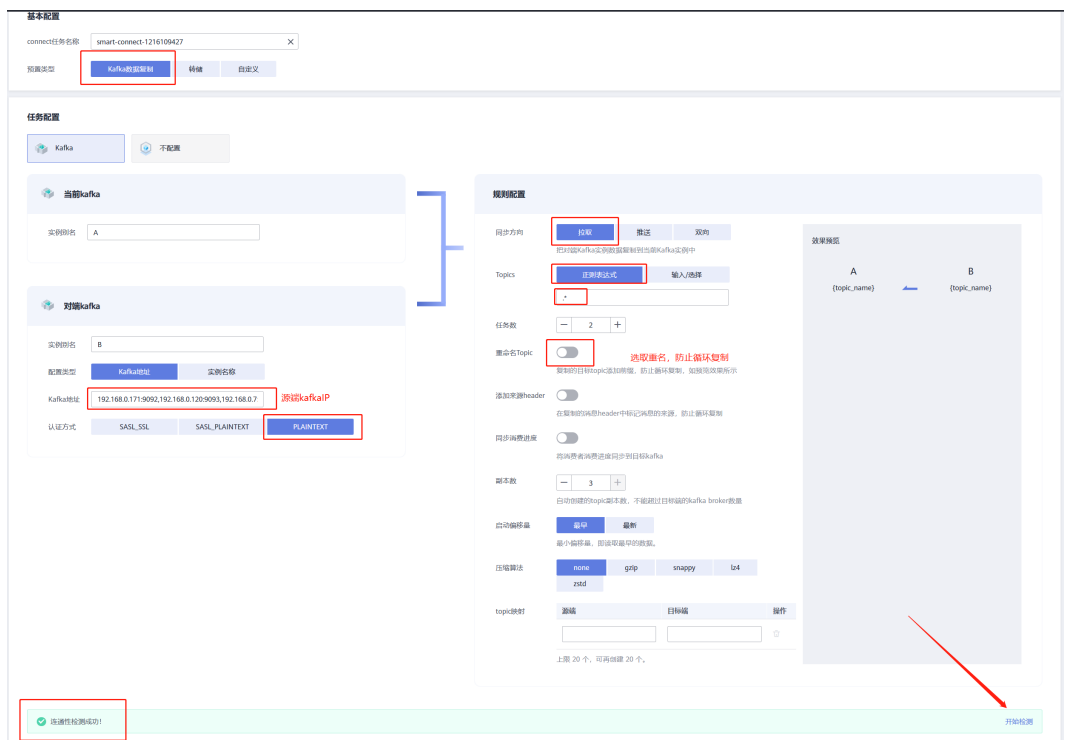 基本配置
connect任务名称 smart-connect-1216109427
预置类型 Kafka数据复制 转储 自定义
任务配置
Kafka 不配置
当前kafka
实例别名 A
对端kafka
实例别名 B
配置类型 Kafka地址 实例名称
Kafka地址 192.168.0.171:9092,192.168.0.120:9093,192.168.0.7 源端kafkaIP
认证方式 SASL_SSL SASL_PLAINTEXT PLAINTEXT
规则配置
同步方向 拉取 推送 双向
把对端Kafka实例数据复制到当前Kafka实例中
Topics 正则表达式 输入/选择
.*
任务数 2
重命名Topic 选取重名，防止循环复制
复制的目标topic添加前缀，防止循环复制，如预览效果所示
添加来源header
在复制的消息header中标记消息的来源，防止循环复制
同步消费进度
将消费者消费进度同步到目标kafka
副本数 3
自动创建的topic副本数，不能超过目标端的kafka broker数量
启动偏移量 最早 最新
最小偏移量，即读取最早的数据。
压缩算法 none gzip snappy lz4
zstd
topic映射 源端 目标端 操作
上限 20 个，可再创建 20 个。
效果预览
A B
{topic_name} {topic_name}
连通性检测成功！ 开始检测